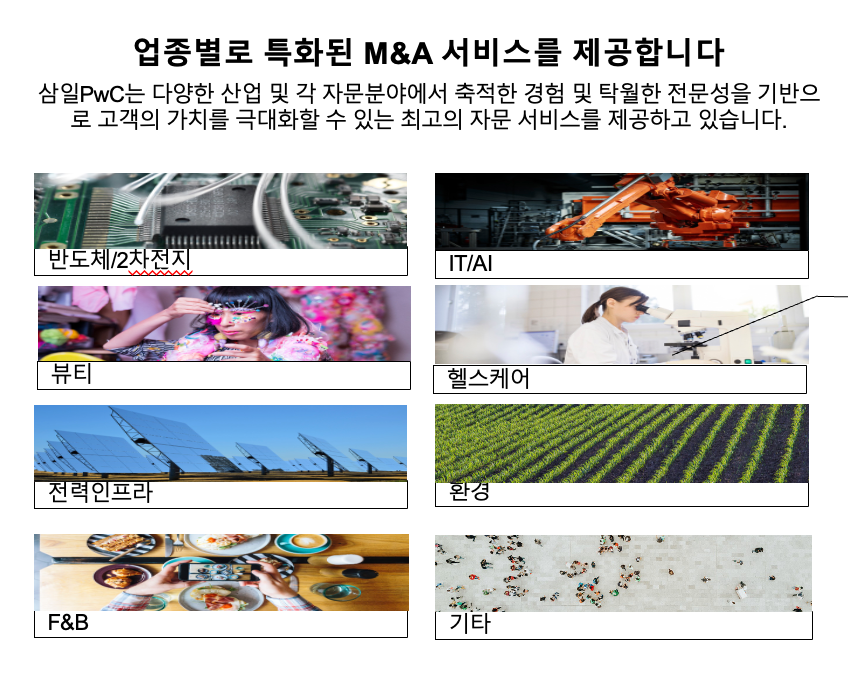 업종별로 특화된 M&A 서비스를 제공합니다
삼일PwC는 다양한 산업 및 각 자문분야에서 축적한 경험 및 탁월한 전문성을 기반으
로 고객의 가치를 극대화할 수 있는 최고의 자문 서비스를 제공하고 있습니다.
반도체/2차전지
IT/AI
뷰티
헬스케어
전력인프라
환경
F&B
기타